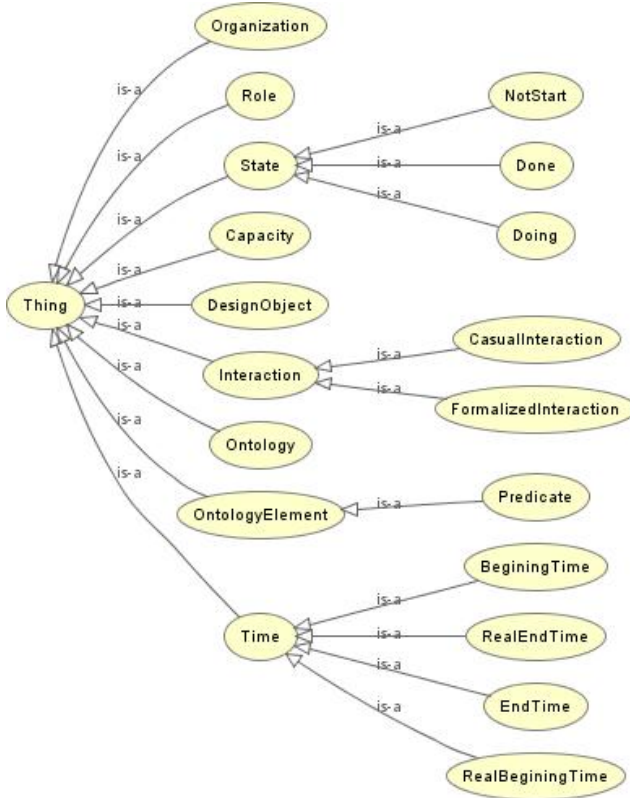 Organization
is-a
Role
NotStart
is-a
is-a
State
is-a
Done
is-a
is-a
Doing
Capacity
is-a
Thing
is-a
DesignObject
is-a
CasualInteraction
is-a
Interaction
is-a
FormalizedInteraction
is-a
Ontology
is-a
Predicate
is-a
OntologyElement
is-a
BeginingTime
is-a
Time
is-a
RealEndTime
is-a
EndTime
is-a
RealBeginingTime